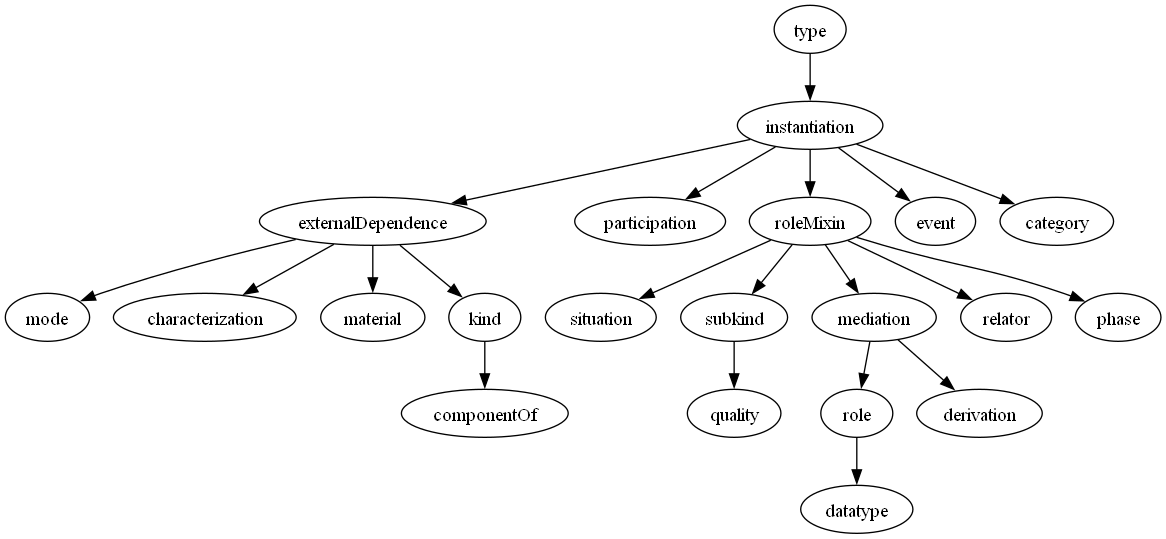 type
instantiation
externalDependence
participation
roleMixin
event
category
mode
characterization
material
kind
situation
subkind
mediation
relator
phase
componentOf
quality
role
derivation
datatype